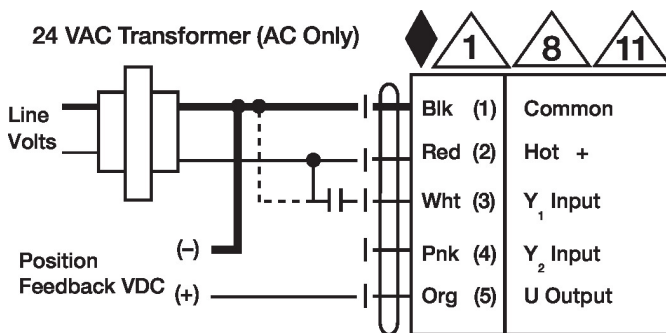 24 VAC Transformer (AC Only)
1 8 11
Line
Volts
Blk (1) Common
Red (2) Hot +
Wht (3) Y₁ Input
Pnk (4) Y₂ Input
Org (5) U Output
Position
Feedback VDC
(–)
(+)